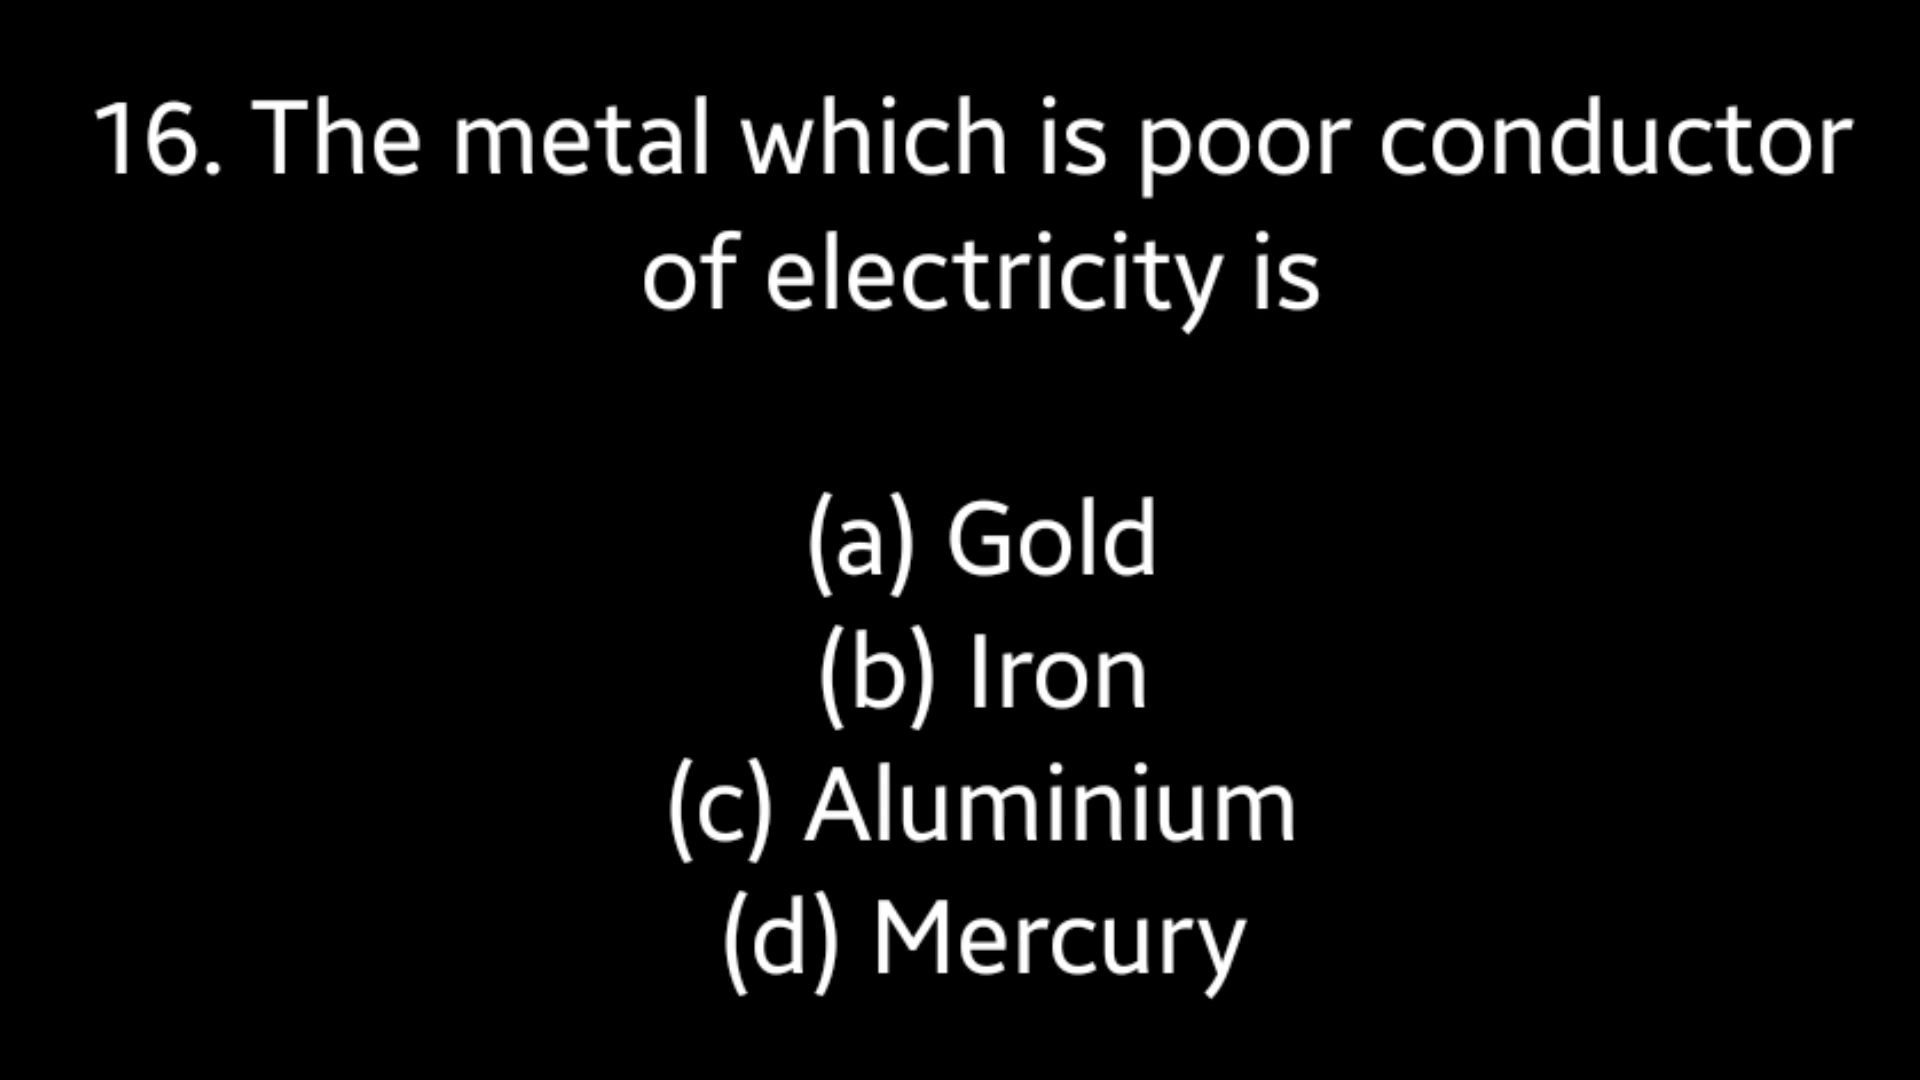 16. The metal which is poor conductor
of electricity is
(a) Gold
(b) Iron
(c) Aluminium
(d) Mercury